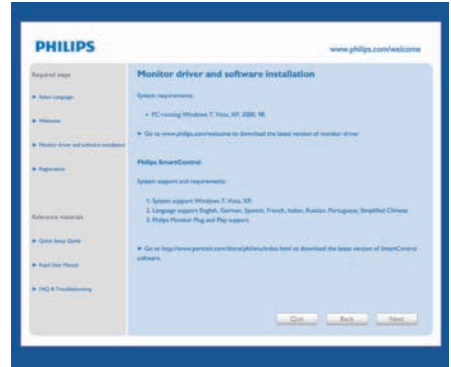 PHILIPS
www.philips.com/welcome
Required steps
Select Language
Welcome
Monitor driver and software installation
Registration
Reference materials
Quick Setup Guide
Read User Manual
FAQ & Troubleshooting
Monitor driver and software installation
System requirements:
• PC running Windows 7, Vista, XP, 2000, 98.
Go to www.philips.com/welcome to download the latest version of monitor driver
Philips SmartControl
System support and requirements:
1. System support Windows 7, Vista, XP.
2. Language support English, German, Spanish, French, Italian, Russian, Portuguese, Simplified Chinese
3. Philips Monitor Plug and Play support
Go to to download the latest version of SmartControl
software.
Quit Back Next